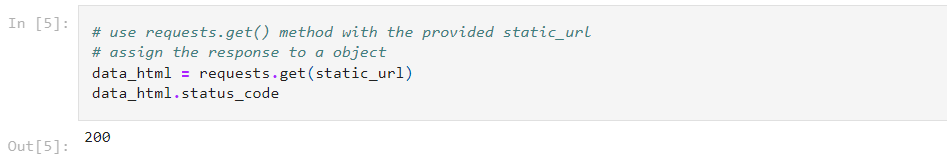 In [5]:
# use requests.get() method with the provided static_url
# assign the response to a object
data_html = requests.get(static_url)
data_html.status_code
Out[5]:
200